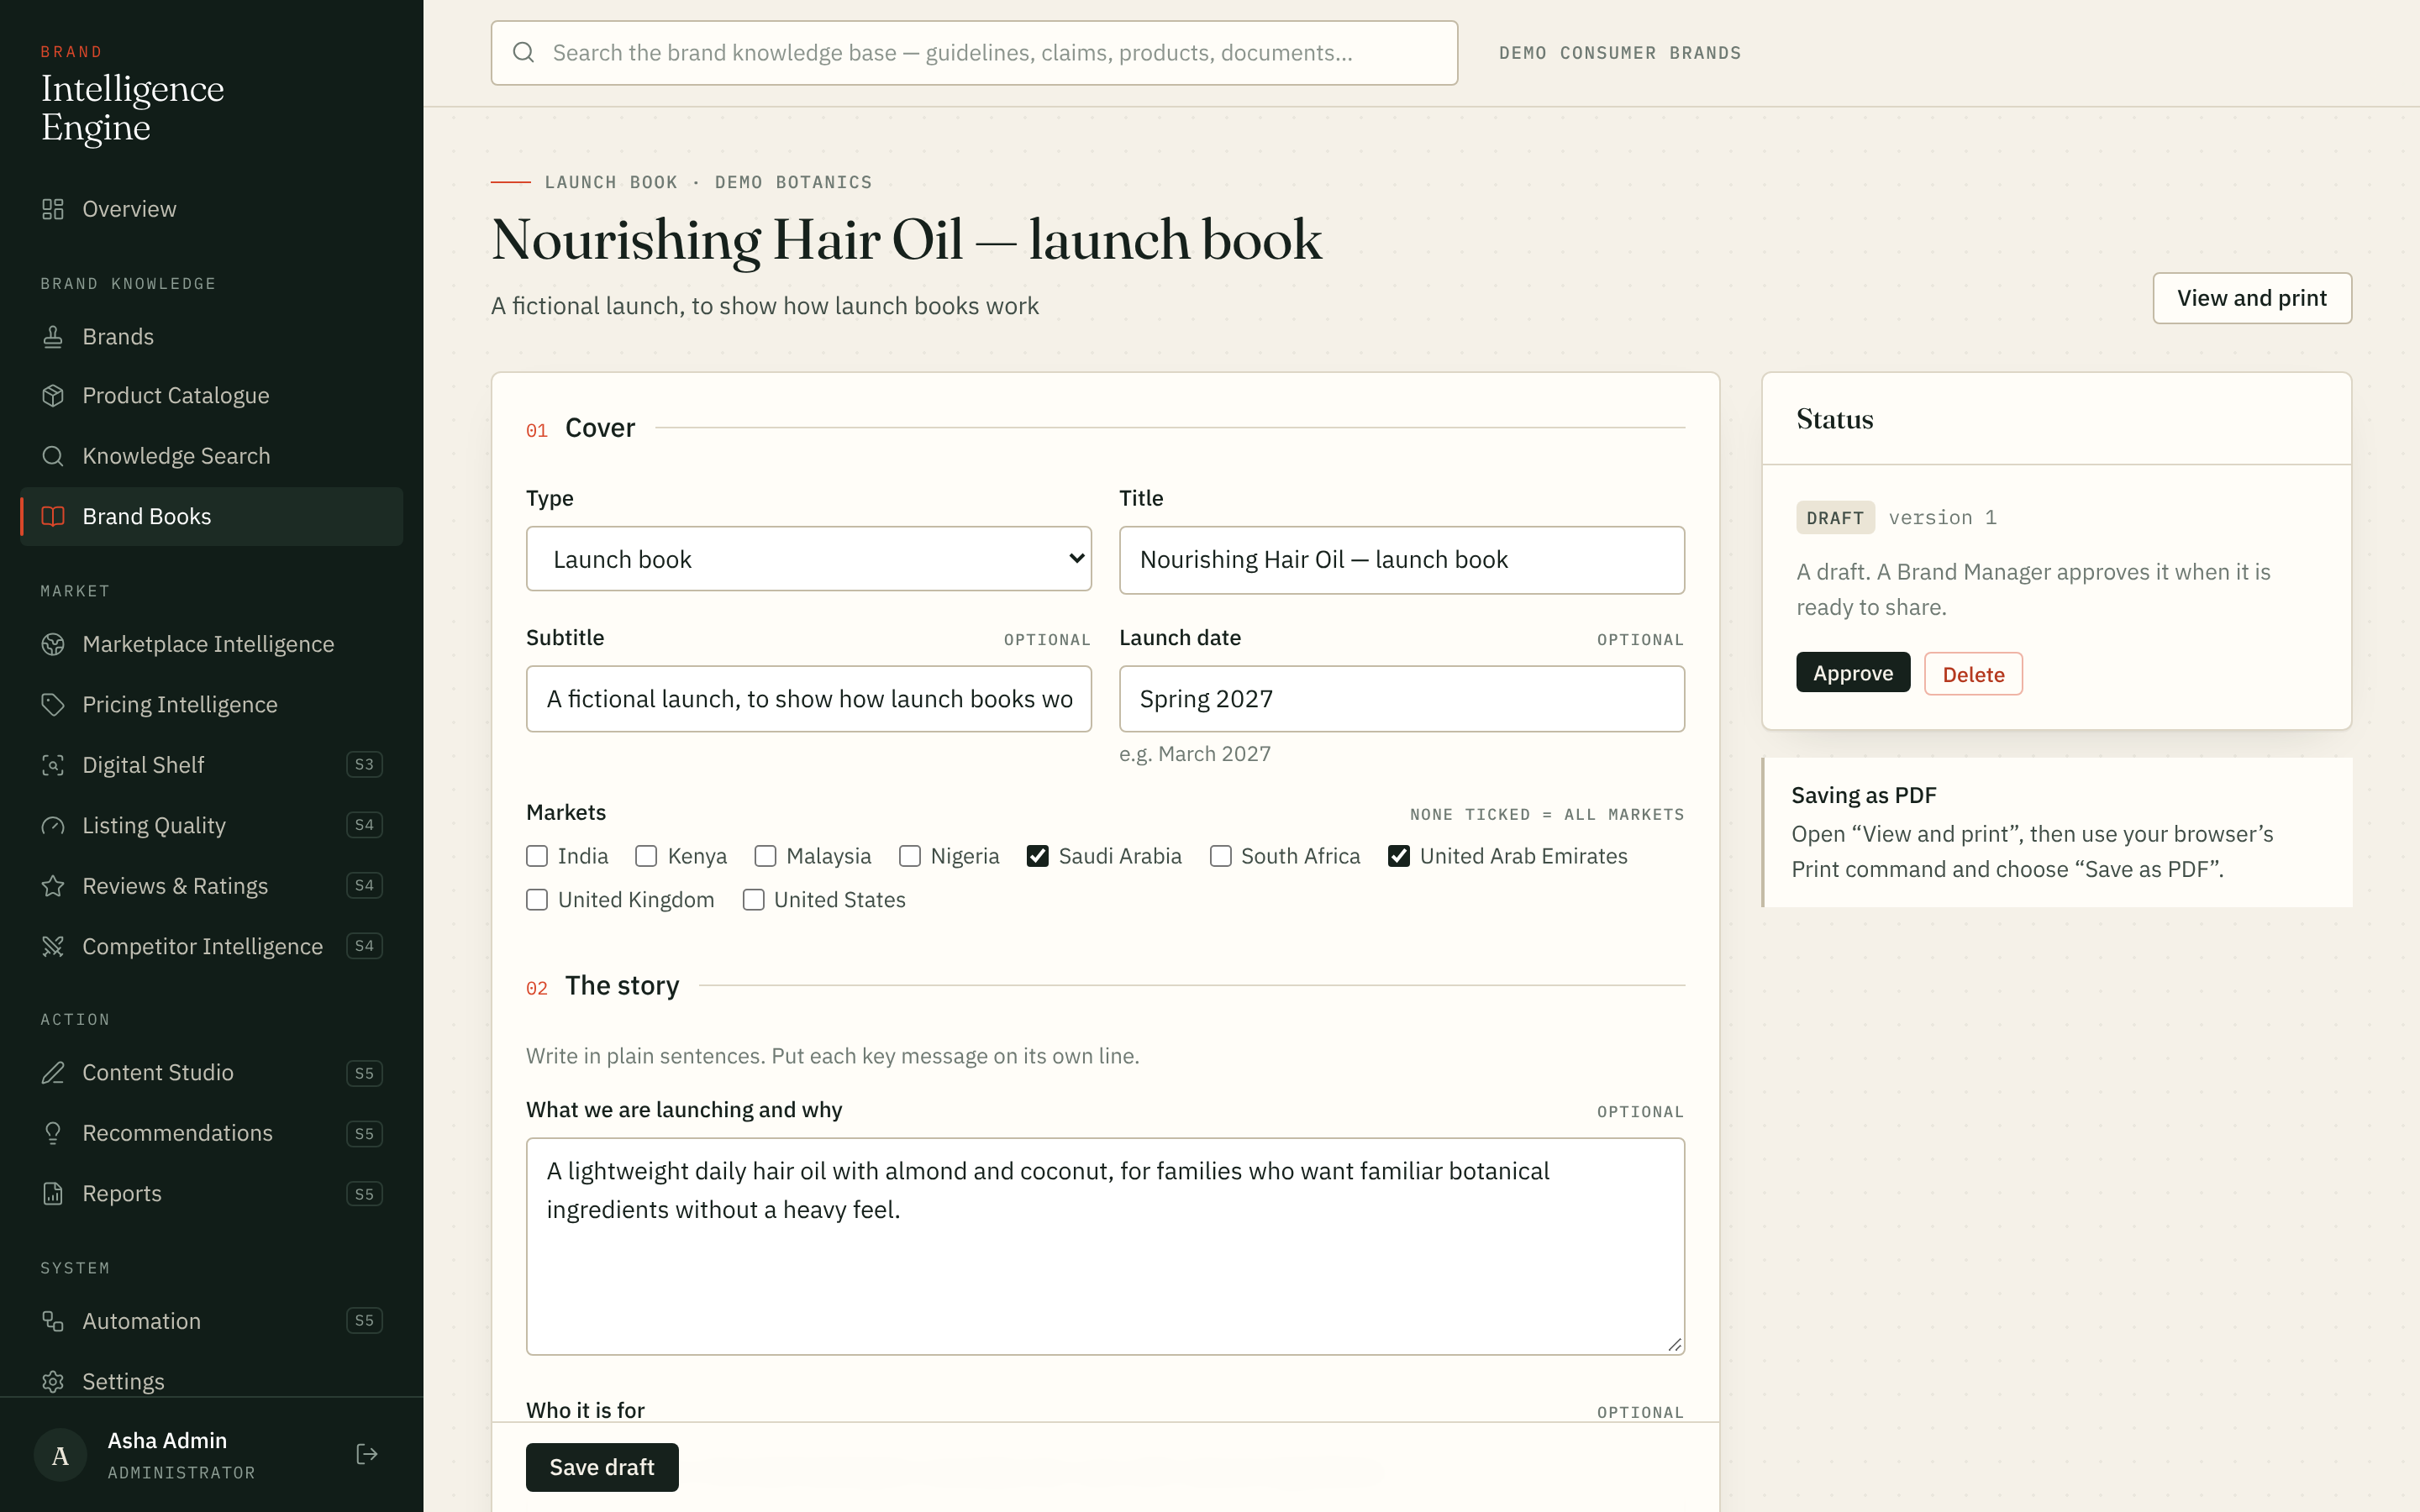 BRAND
Intelligence
Engine
Overview
BRAND KNOWLEDGE
Brands
Product Catalogue
Knowledge Search
Brand Books
MARKET
Marketplace Intelligence
Pricing Intelligence
Digital Shelf S3
Listing Quality S4
Reviews & Ratings S4
Competitor Intelligence S4
ACTION
Content Studio S5
Recommendations S5
Reports S5
SYSTEM
Automation S5
Settings
A
Asha Admin
ADMINISTRATOR
Search the brand knowledge base — guidelines, claims, products, documents...
DEMO CONSUMER BRANDS
LAUNCH BOOK · DEMO BOTANICS
Nourishing Hair Oil — launch book
A fictional launch, to show how launch books work
View and print
01 Cover
Type
Launch book
Title
Nourishing Hair Oil — launch book
Subtitle OPTIONAL
A fictional launch, to show how launch books wo
Launch date OPTIONAL
Spring 2027
e.g. March 2027
Markets NONE TICKED = ALL MARKETS
India Kenya Malaysia Nigeria Saudi Arabia South Africa United Arab Emirates
United Kingdom United States
02 The story
Write in plain sentences. Put each key message on its own line.
What we are launching and why OPTIONAL
A lightweight daily hair oil with almond and coconut, for families who want familiar botanical
ingredients without a heavy feel.
Who it is for OPTIONAL
Save draft
Status
DRAFT version 1
A draft. A Brand Manager approves it when it is
ready to share.
Approve Delete
Saving as PDF
Open “View and print”, then use your browser’s
Print command and choose “Save as PDF”.